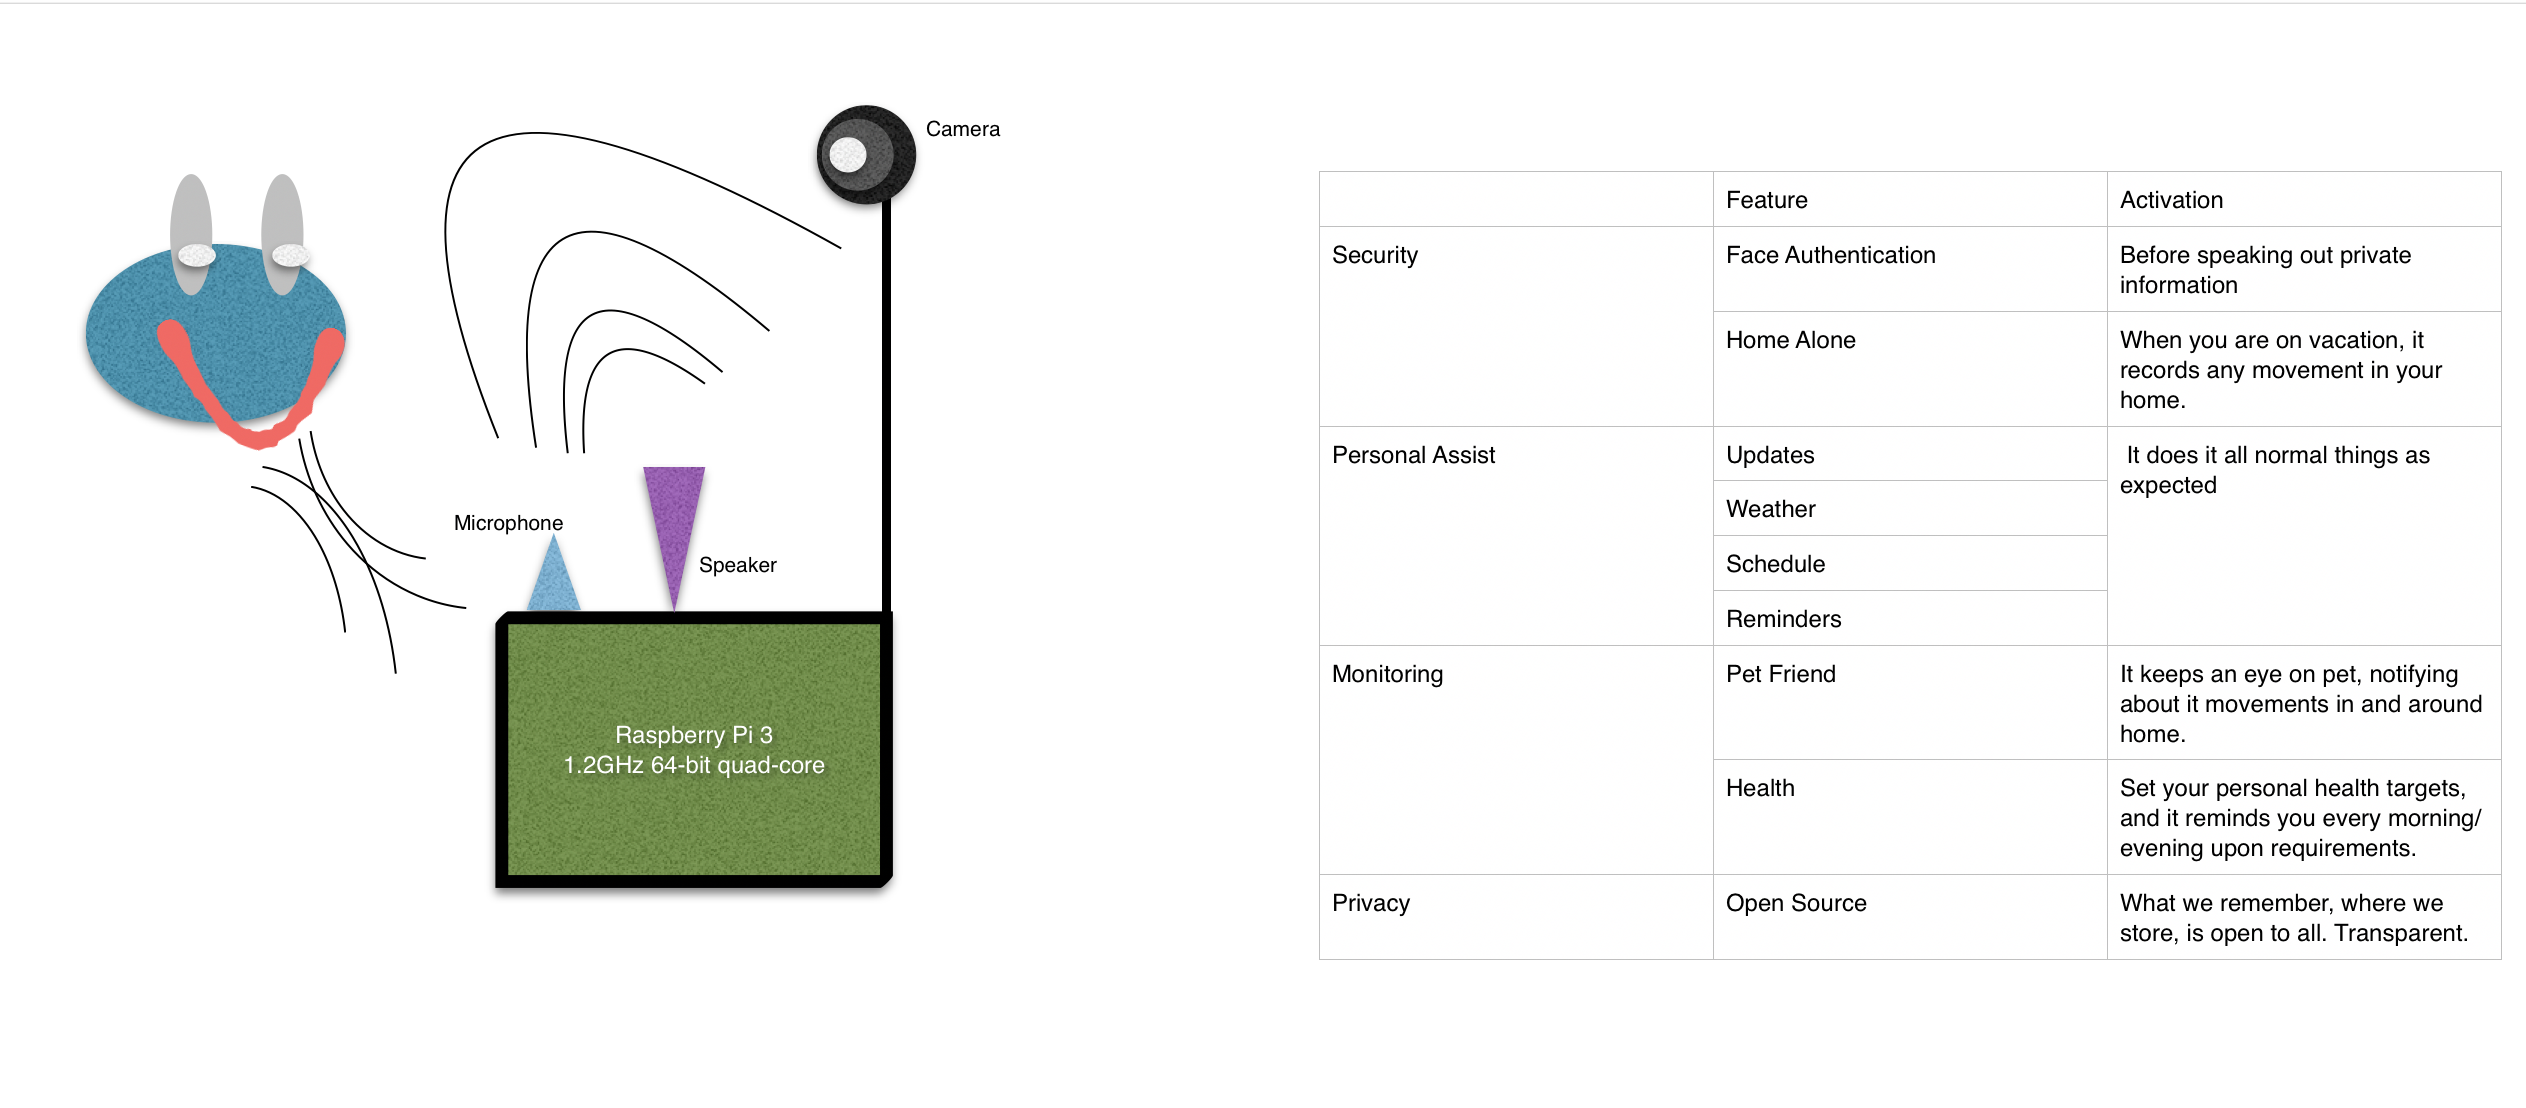 Camera
Microphone
Speaker
Raspberry Pi 3
1.2GHz 64-bit quad-core
Feature
Activation
Security
Face Authentication
Before speaking out private
information
Home Alone
When you are on vacation, it
records any movement in your
home.
Personal Assist
Updates
It does it all normal things as
expected
Weather
Schedule
Reminders
Monitoring
Pet Friend
It keeps an eye on pet, notifying
about it movements in and around
home.
Health
Set your personal health targets,
and it reminds you every morning/
evening upon requirements.
Privacy
Open Source
What we remember, where we
store, is open to all. Transparent.